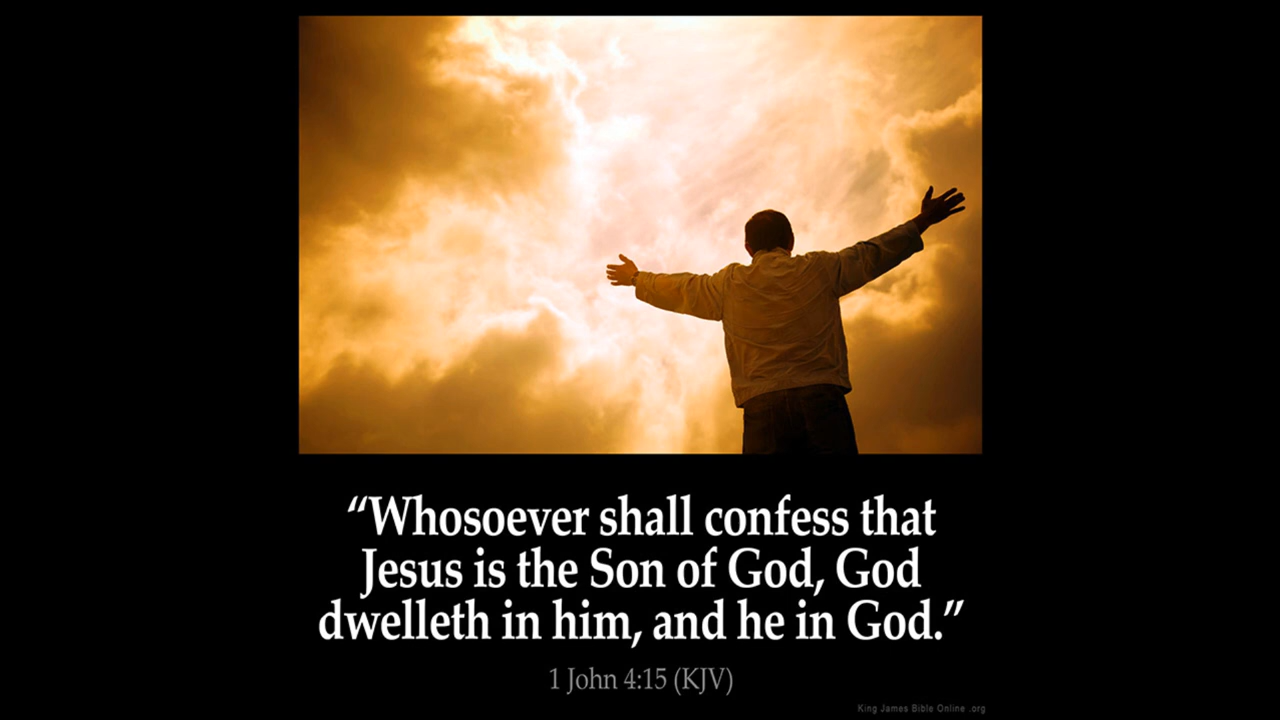 “Whosoever shall confess that
Jesus is the Son of God, God
dwelleth in him, and he in God.”
1 John 4:15 (KJV)
King James Bible Online .org